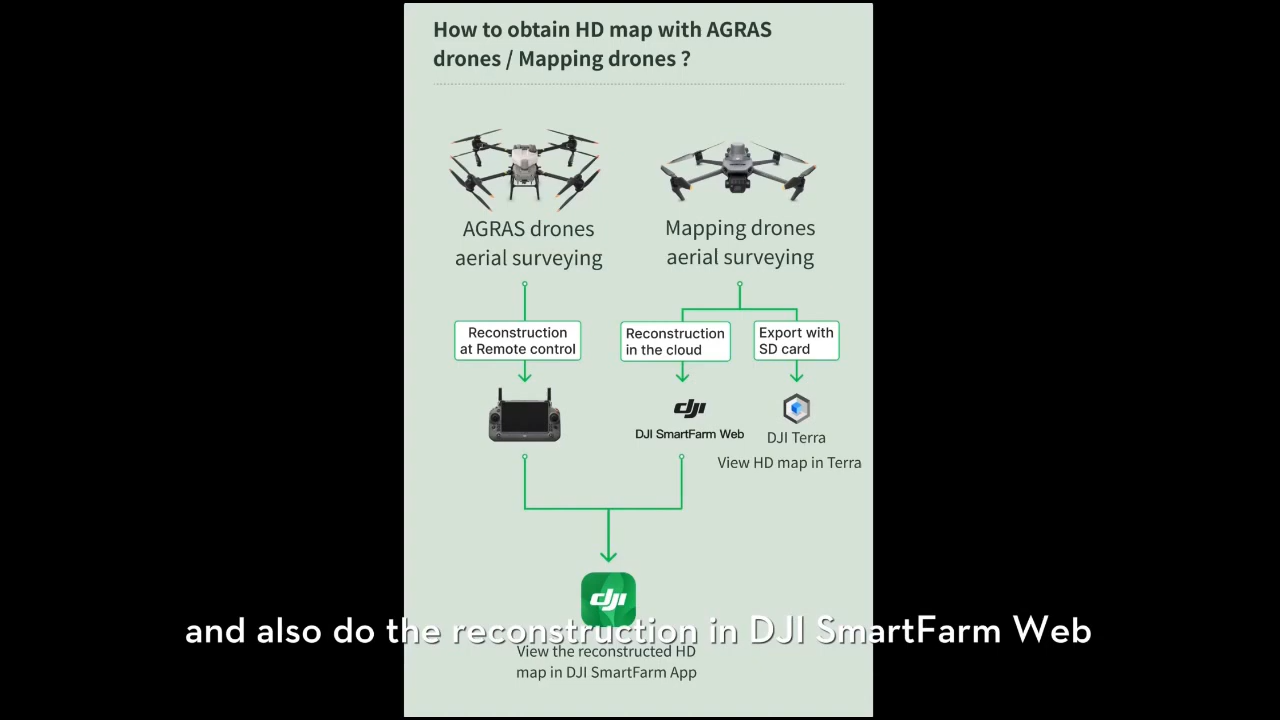 How to obtain HD map with AGRAS
drones / Mapping drones ?
AGRAS drones
aerial surveying
Mapping drones
aerial surveying
Reconstruction
at Remote control
Reconstruction
in the cloud
Export with
SD card
dji
DJI SmartFarm Web
DJI Terra
View HD map in Terra
dji
and also do the reconstruction in DJI SmartFarm Web
View the reconstructed HD
map in DJI SmartFarm App